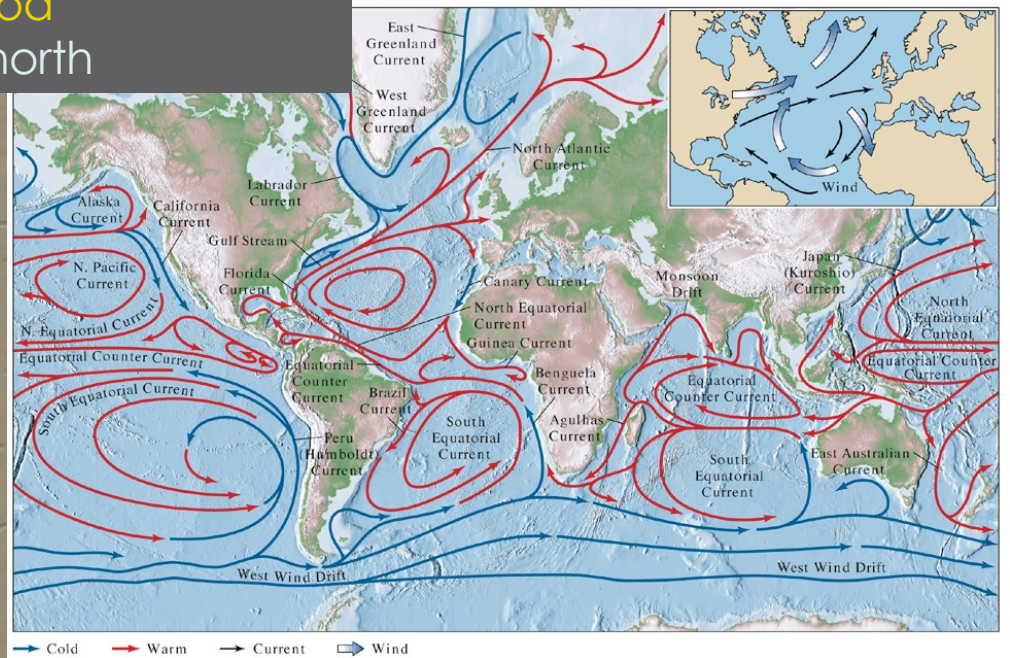 north
East
Greenland
Current
West
Greenland
Current
North Atlantic
Current
Labrador
Current
Alaska
Current
California
Current
Gulf Stream
N. Pacific
Current
Florida
Current
Canary Current
North Equatorial
Current
Guinea Current
Monsoon
Drift
Japan
(Kuroshio)
Current
North
Equatorial
Current
N. Equatorial Current
Equatorial Counter Current
Equatorial Counter
Current
South Equatorial Current
Equatorial
Counter
Current
Brazil
Current
Benguela
Current
Equatorial
Counter Current
Peru
(Humboldt)
Current
South
Equatorial
Current
Agulhas
Current
South
Equatorial
Current
East Australian
Current
West Wind Drift
West Wind Drift
Wind
Cold
Warm
Current
Wind